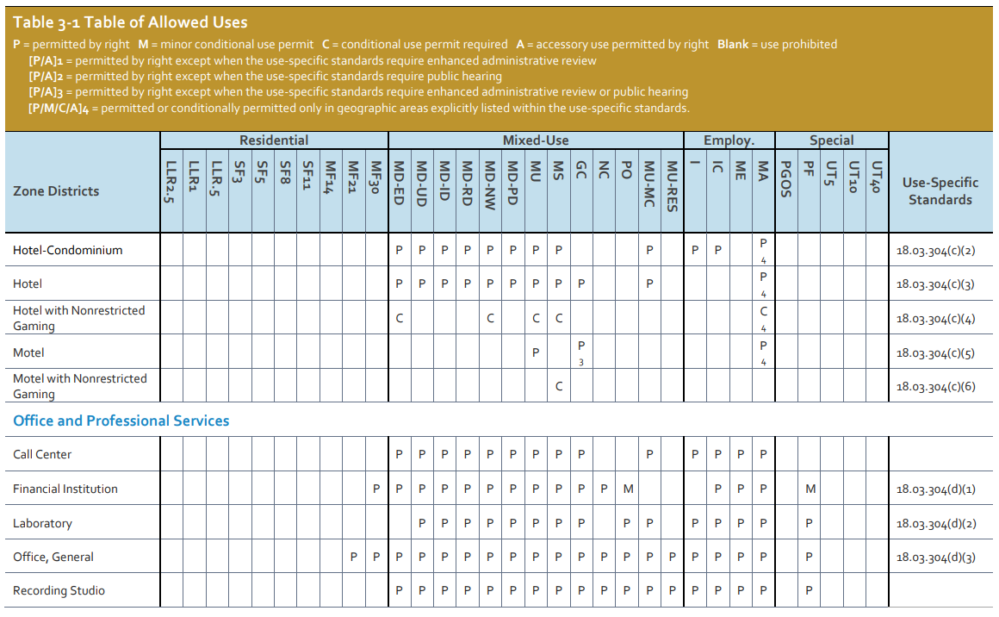 Table 3-1 Table of Allowed Uses
P = permitted by right M = minor conditional use permit C = conditional use permit required A = accessory use permitted by right Blank = use prohibited
[P/A]1 = permitted by right except when the use-specific standards require enhanced administrative review
[P/A]2 = permitted by right except when the use-specific standards require public hearing
[P/A]3 = permitted by right except when the use-specific standards require enhanced administrative review or public hearing
[P/M/C/A]4 = permitted or conditionally permitted only in geographic areas explicitly listed within the use-specific standards.
Residential Mixed-Use Employ. Special
Zone Districts LLR2.5 LLR1 LLR.5 SF3 SF5 SF8 SF11 MF14 MF21 MF30 MD-ED MD-UD MD-ID MD-RD MD-NW MD-PD MU MS GC NC PO MU-MC MU-RES I IC ME MA PGOS PF UT5 UT10 UT40 Use-Specific
Standards
Hotel-Condominium P P P P P P P P P P P P 4 18.03.304(c)(2)
Hotel P P P P P P P P P P P 4 18.03.304(c)(3)
Hotel with Nonrestricted
Gaming C C C C C 4 18.03.304(c)(4)
Motel P P 3 P 4 18.03.304(c)(5)
Motel with Nonrestricted
Gaming C 18.03.304(c)(6)
Office and Professional Services
Call Center P P P P P P P P P P P P P P
Financial Institution P P P P P P P P P P P M P P P M 18.03.304(d)(1)
Laboratory P P P P P P P P P P P P P P P 18.03.304(d)(2)
Office, General P P P P P P P P P P P P P P P P P P P P 18.03.304(d)(3)
Recording Studio P P P P P P P P P P P P P P P P P P